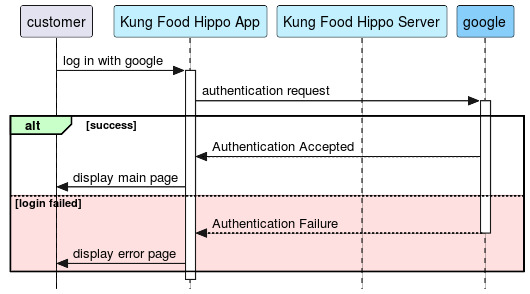 customer
Kung Food Hippo App
Kung Food Hippo Server
google
log in with google
authentication request
alt
[success]
Authentication Accepted
display main page
[login failed]
Authentication Failure
display error page